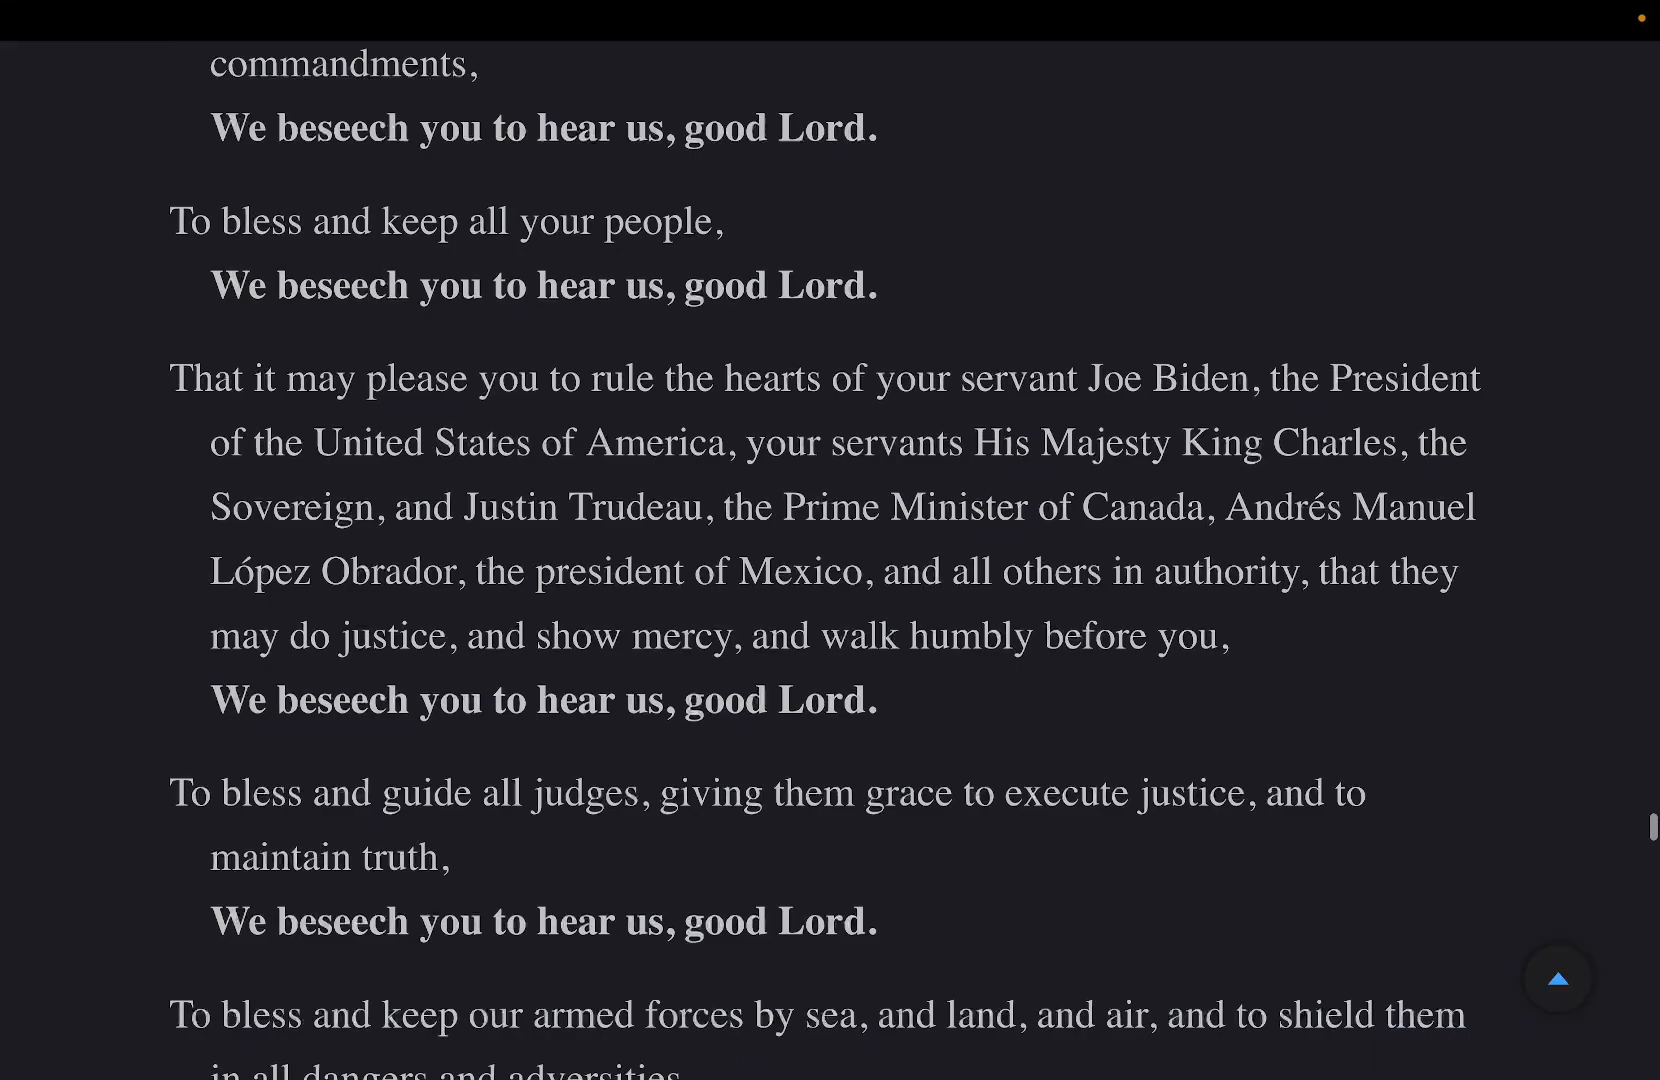 commandments,
We beseech you to hear us, good Lord.
To bless and keep all your people,
We beseech you to hear us, good Lord.
That it may please you to rule the hearts of your servant Joe Biden, the President
of the United States of America, your servants His Majesty King Charles, the
Sovereign, and Justin Trudeau, the Prime Minister of Canada, Andrés Manuel
López Obrador, the president of Mexico, and all others in authority, that they
may do justice, and show mercy, and walk humbly before you,
We beseech you to hear us, good Lord.
To bless and guide all judges, giving them grace to execute justice, and to
maintain truth,
We beseech you to hear us, good Lord.
To bless and keep our armed forces by sea, and land, and air, and to shield them
in all dangers and adversities,